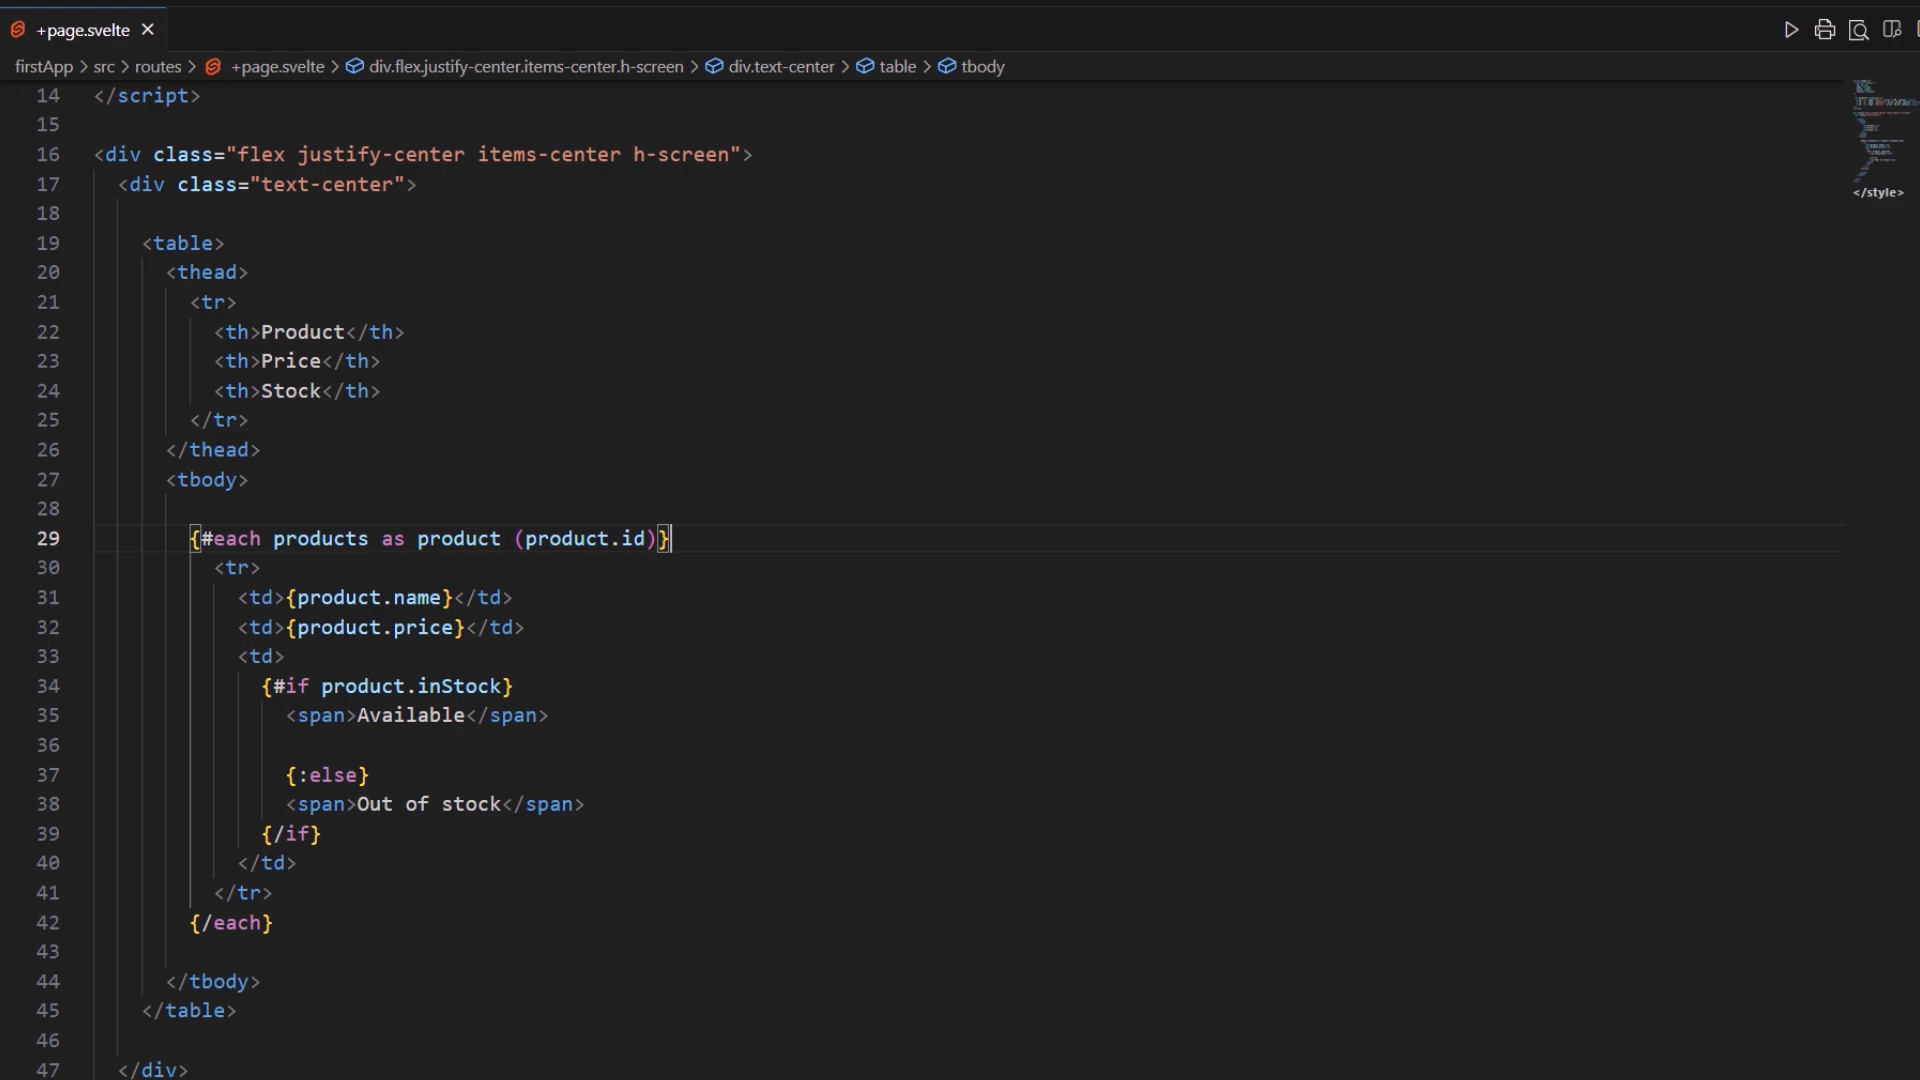 +page.svelte
firstApp > src > routes > +page.svelte > div.flex.justify-center.items-center.h-screen > div.text-center > table > tbody
14 </script>
15
16 <div class="flex justify-center items-center h-screen">
17 <div class="text-center">
18
19 <table>
20 <thead>
21 <tr>
22 <th>Product</th>
23 <th>Price</th>
24 <th>Stock</th>
25 </tr>
26 </thead>
27 <tbody>
28
29 {#each products as product (product.id)}
30 <tr>
31 <td>{product.name}</td>
32 <td>{product.price}</td>
33 <td>
34 {#if product.inStock}
35 <span>Available</span>
36
37 {:else}
38 <span>Out of stock</span>
39 {/if}
40 </td>
41 </tr>
42 {/each}
43
44 </tbody>
45 </table>
46
47 </div>
</style>